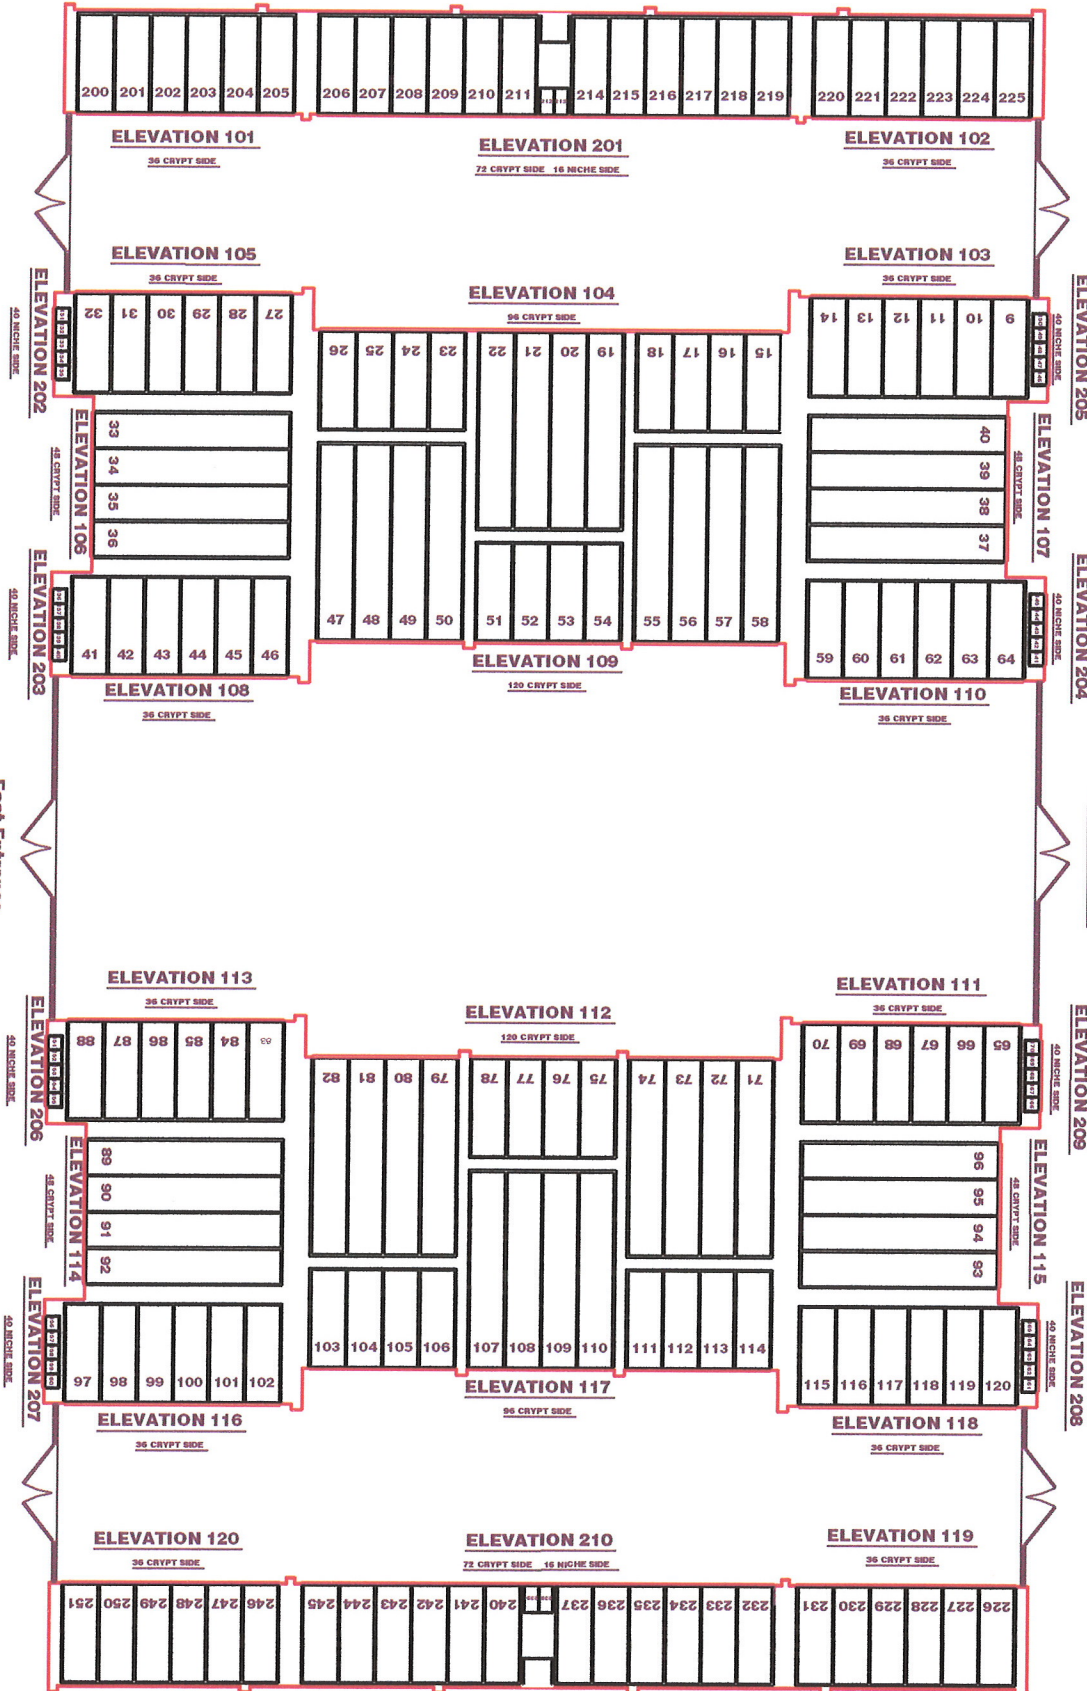 200 201 202 203 204 205 206 207 208 209 210 211 214 215 216 217 218 219 220 221 222 223 224 225
ELEVATION 101
36 CRYPT SIDE
ELEVATION 201
72 CRYPT SIDE 16 NICHE SIDE
ELEVATION 102
36 CRYPT SIDE
ELEVATION 105
36 CRYPT SIDE
ELEVATION 104
96 CRYPT SIDE
ELEVATION 103
36 CRYPT SIDE
ELEVATION 202
40 NICHE SIDE
32 31 30 29 28 27
26 25 24 23 22 21 20 19 18 17 16 15
14 13 12 11 10 9
ELEVATION 205
40 NICHE SIDE
ELEVATION 106
48 CRYPT SIDE
33
34
35
36
40
39
38
37
ELEVATION 107
48 CRYPT SIDE
ELEVATION 203
40 NICHE SIDE
41 42 43 44 45 46
47 48 49 50 51 52 53 54 55 56 57 58
59 60 61 62 63 64
ELEVATION 204
40 NICHE SIDE
ELEVATION 108
36 CRYPT SIDE
ELEVATION 109
120 CRYPT SIDE
ELEVATION 110
36 CRYPT SIDE
ELEVATION 113
36 CRYPT SIDE
ELEVATION 112
120 CRYPT SIDE
ELEVATION 111
36 CRYPT SIDE
ELEVATION 206
40 NICHE SIDE
88 87 86 85 84 83
82 81 80 79 78 77 76 75 74 73 72 71
70 69 68 67 66 65
ELEVATION 209
40 NICHE SIDE
ELEVATION 114
48 CRYPT SIDE
89
90
91
92
96
95
94
93
ELEVATION 115
48 CRYPT SIDE
ELEVATION 207
40 NICHE SIDE
97 98 99 100 101 102
103 104 105 106 107 108 109 110 111 112 113 114
115 116 117 118 119 120
ELEVATION 208
40 NICHE SIDE
ELEVATION 116
36 CRYPT SIDE
ELEVATION 117
96 CRYPT SIDE
ELEVATION 118
36 CRYPT SIDE
ELEVATION 120
36 CRYPT SIDE
ELEVATION 210
72 CRYPT SIDE 16 NICHE SIDE
ELEVATION 119
36 CRYPT SIDE
251 250 249 248 247 246 245 244 243 242 241 240 237 236 235 234 233 232 231 230 229 228 227 226